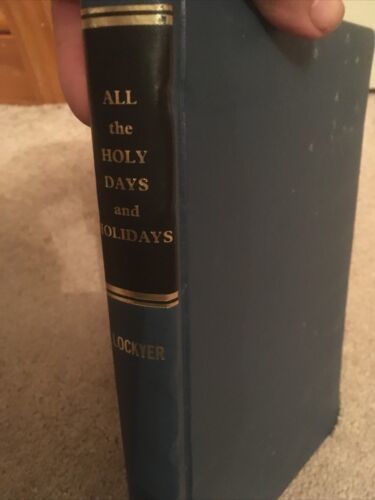 ALL
the
HOLY
DAYS
and
HOLIDAYS
LOCKYER